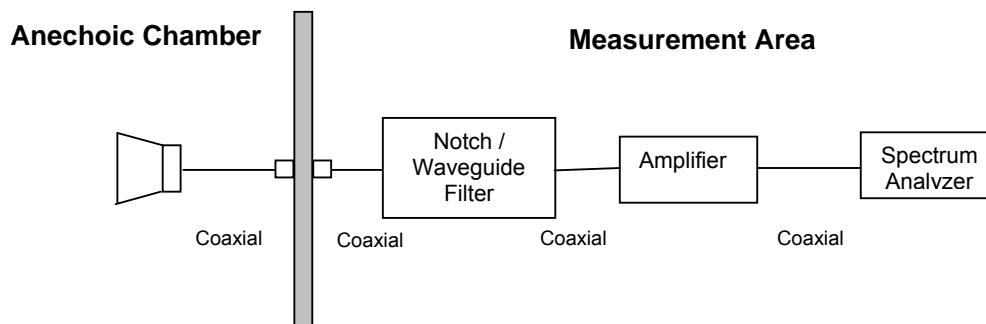 Anechoic Chamber
Measurement Area
Notch /
Waveguide
Filter
Amplifier
Spectrum
Analvzer
Coaxial
Coaxial
Coaxial
Coaxial